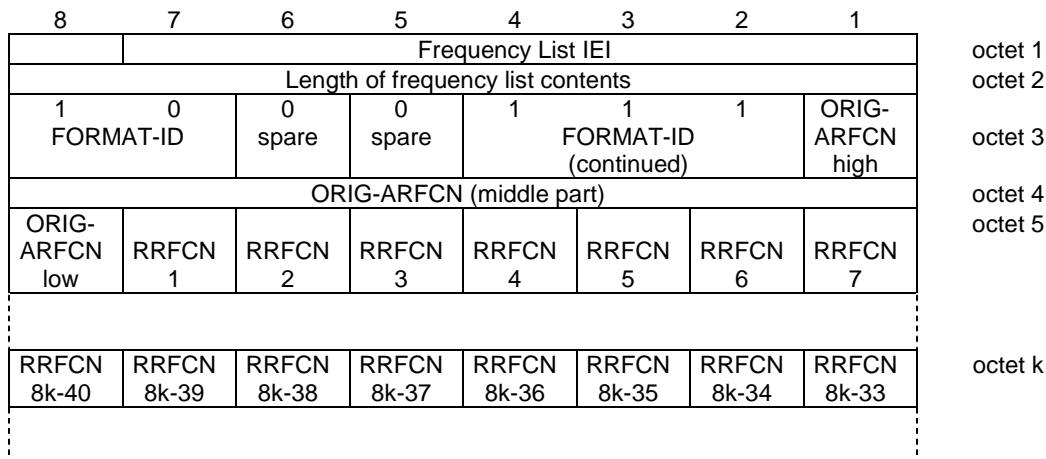 8 7 6 5 4 3 2 1
Frequency List IEI octet 1
Length of frequency list contents octet 2
1 0 0 0 1 1 1 ORIG-
FORMAT-ID spare spare FORMAT-ID ARFCN octet 3
(continued) high
ORIG-ARFCN (middle part) octet 4
ORIG- octet 5
ARFCN RRFCN RRFCN RRFCN RRFCN RRFCN RRFCN RRFCN
low 1 2 3 4 5 6 7
RRFCN RRFCN RRFCN RRFCN RRFCN RRFCN RRFCN RRFCN octet k
8k-40 8k-39 8k-38 8k-37 8k-36 8k-35 8k-34 8k-33